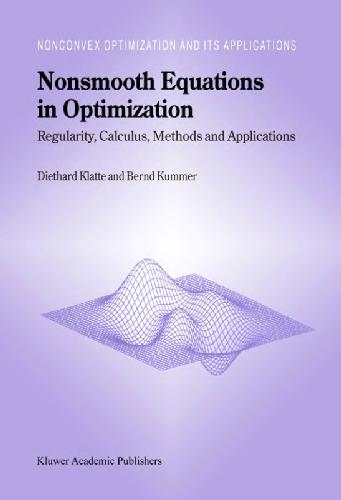 NONCONVEX OPTIMIZATION AND ITS APPLICATIONS
Nonsmooth Equations
in Optimization
Regularity, Calculus, Methods and Applications
Diethard Klatte and Bernd Kummer
Kluwer Academic Publishers